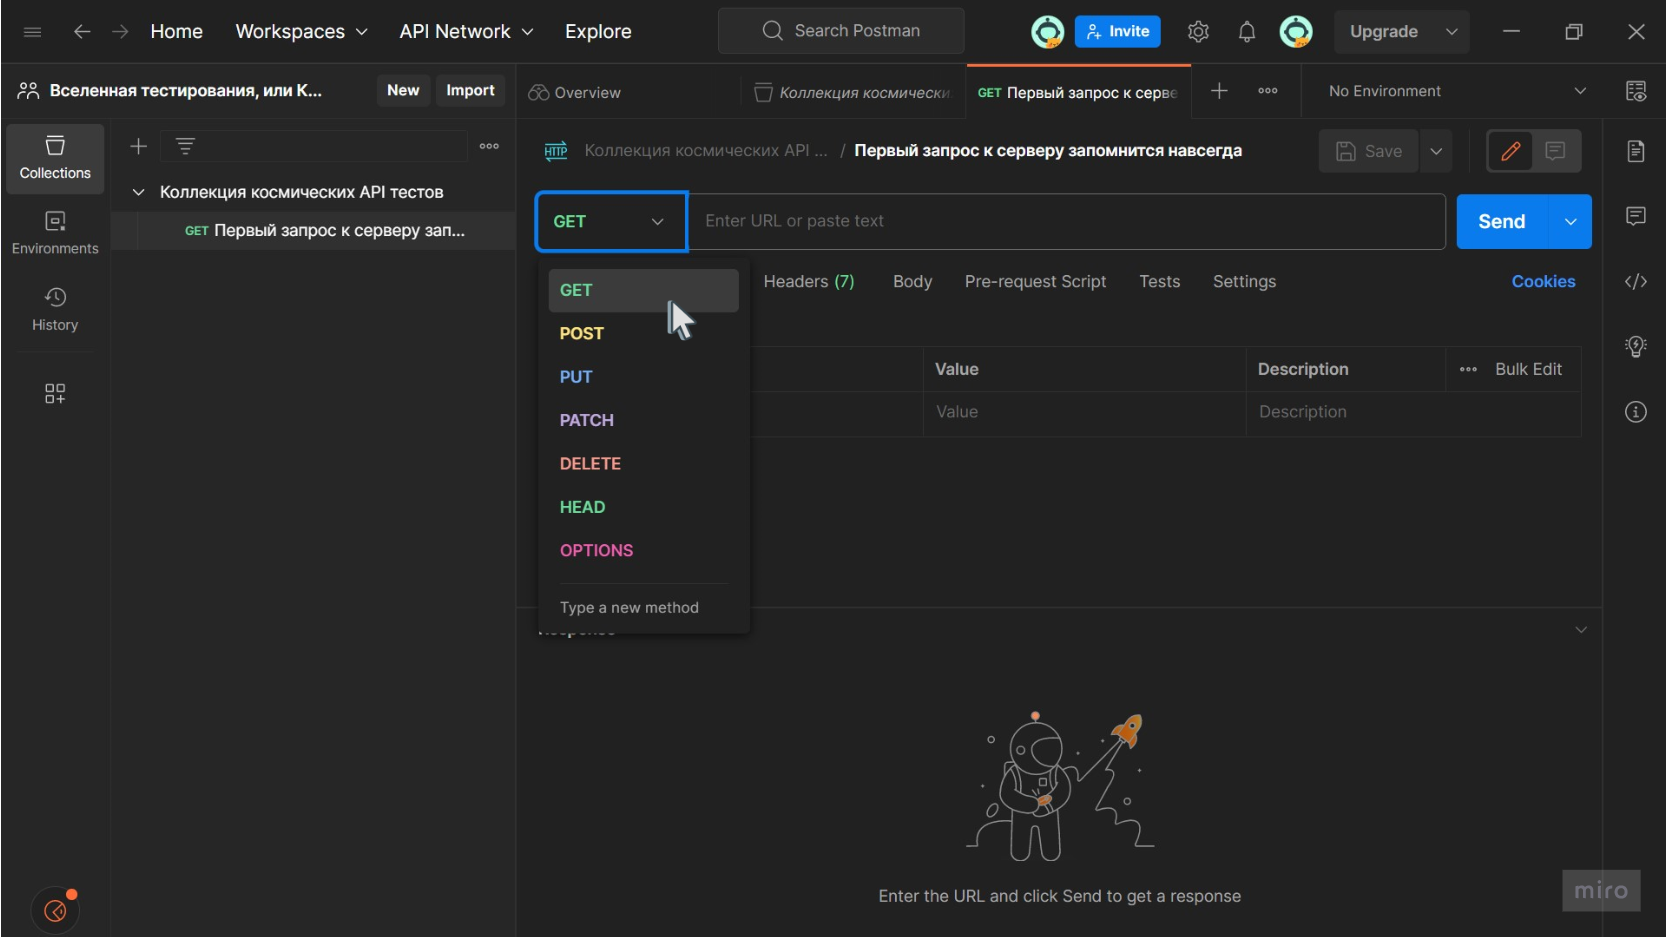 Home
Workspaces
API Network
Explore
Search Postman
Invite
Upgrade
Вселенная тестирования, или К...
New
Import
Overview
Коллекция космически
GET Первый запрос к серве
No Environment
Collections
Environments
History
Коллекция космических API тестов
GET Первый запрос к серверу зап...
HTTP
Коллекция космических API ... / Первый запрос к серверу запомнится навсегда
Save
GET
Enter URL or paste text
Send
Headers (7)
Body
Pre-request Script
Tests
Settings
Cookies
GET
POST
PUT
PATCH
DELETE
HEAD
OPTIONS
Type a new method
Value
Description
Bulk Edit
Value
Description
Enter the URL and click Send to get a response
miro